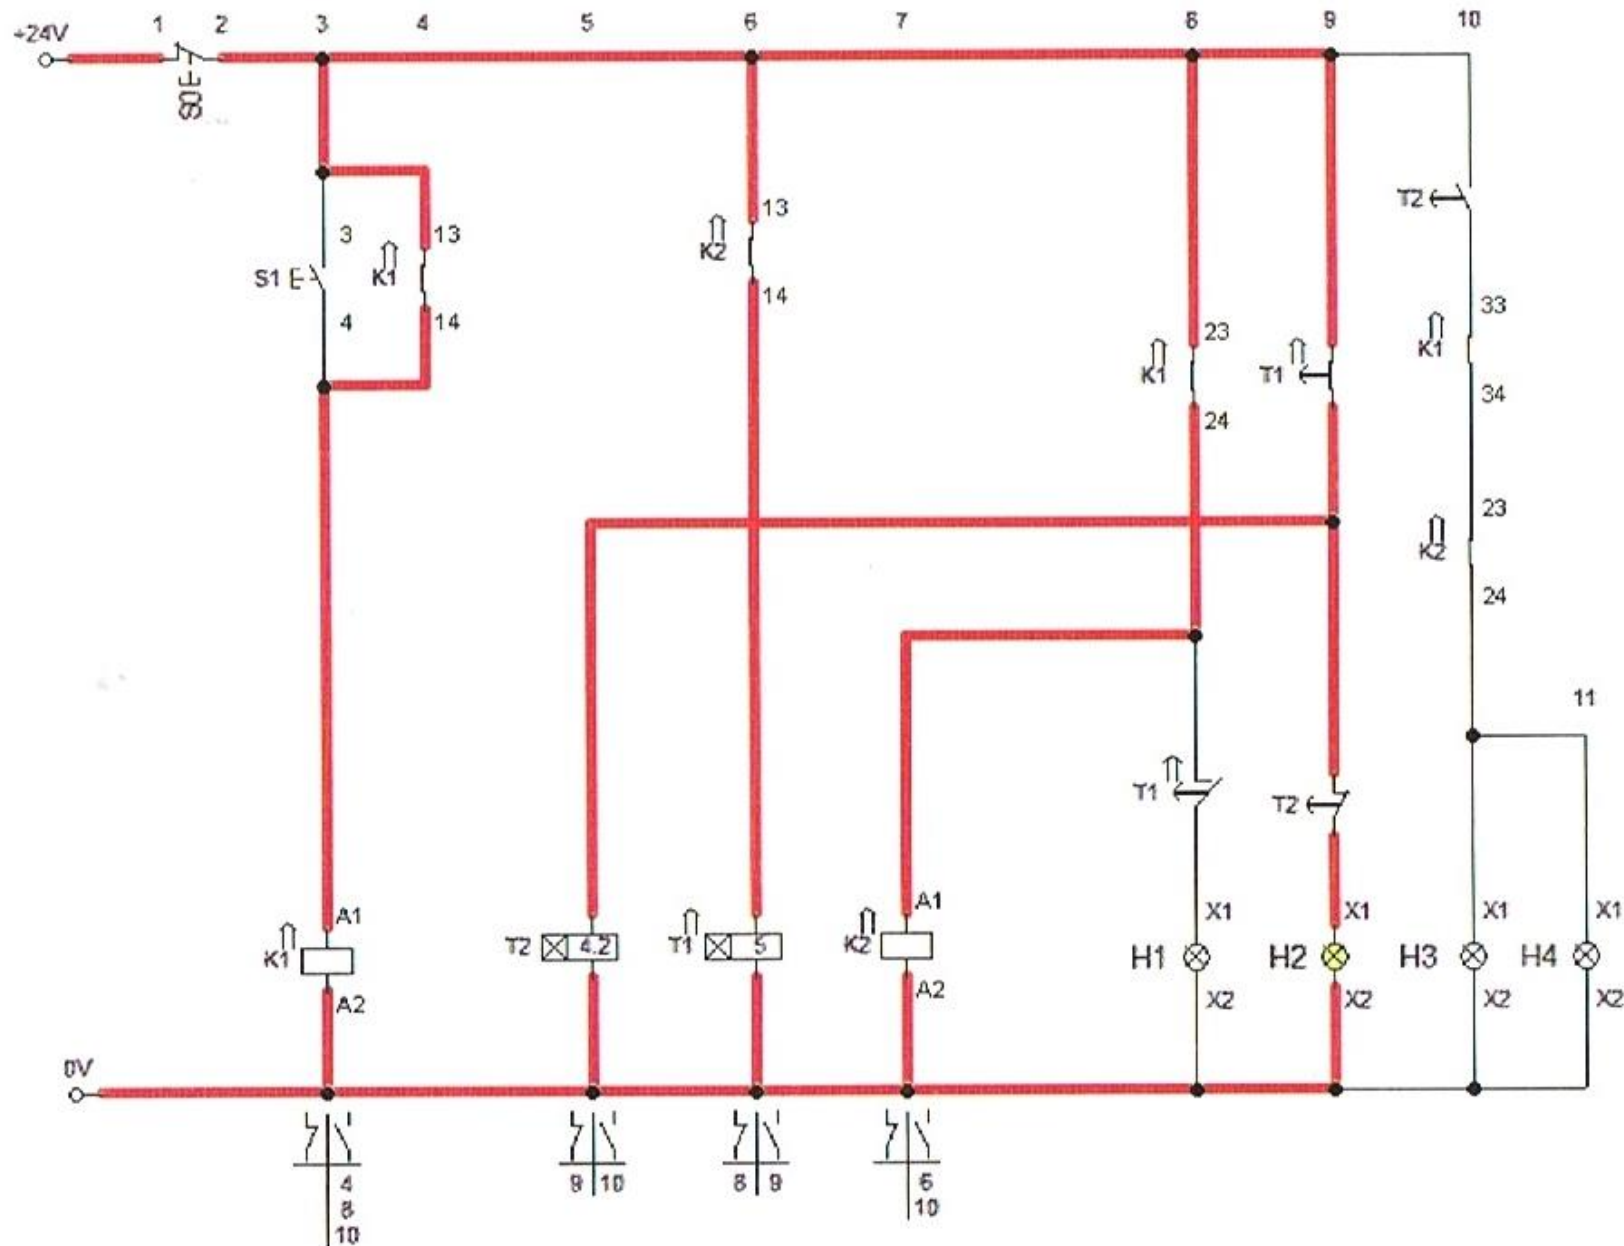 1 2 3 4 5 6 7 8 9 10
+24V
S0
T2
3 13 13
K2
S1 K1
4 14 14
33
23 K1
K1 T1 34
24
23
K2
24
11
T1 T2
A1 A1 X1 X1 X1 X1
K1 T2 4.2 T1 5 K2 H1 H2 H3 H4
A2 A2 X2 X2 X2 X2
0V
4 9 10 8 9 6
8 10
10